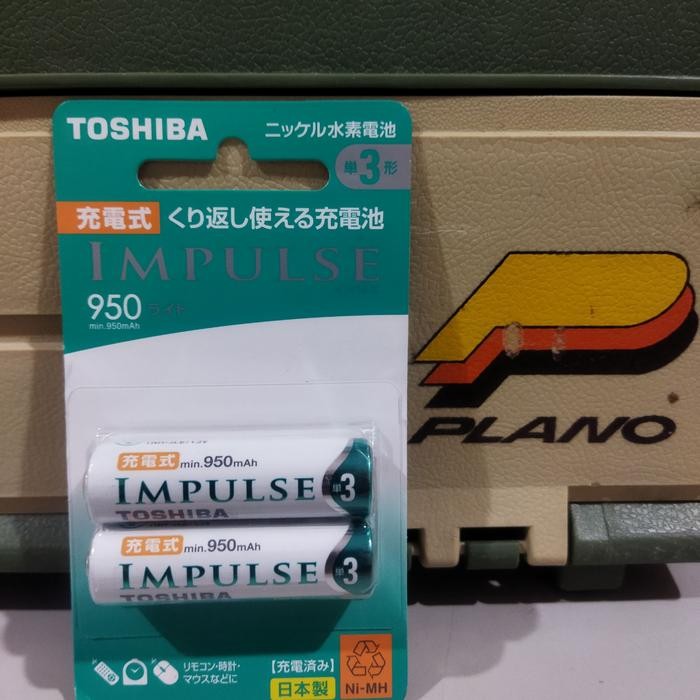 TOSHIBA
ニッケル水素電池
単3形
充電式 くり返し使える充電池
IMPULSE
950 ライト
min.950mAh
充電式 min.950mAh
IMPULSE
TOSHIBA
単3
充電式 min.950mAh
IMPULSE
TOSHIBA
単3
リモコン・時計・
マウスなどに
【充電済み】
日本製
Ni-MH
PLANO